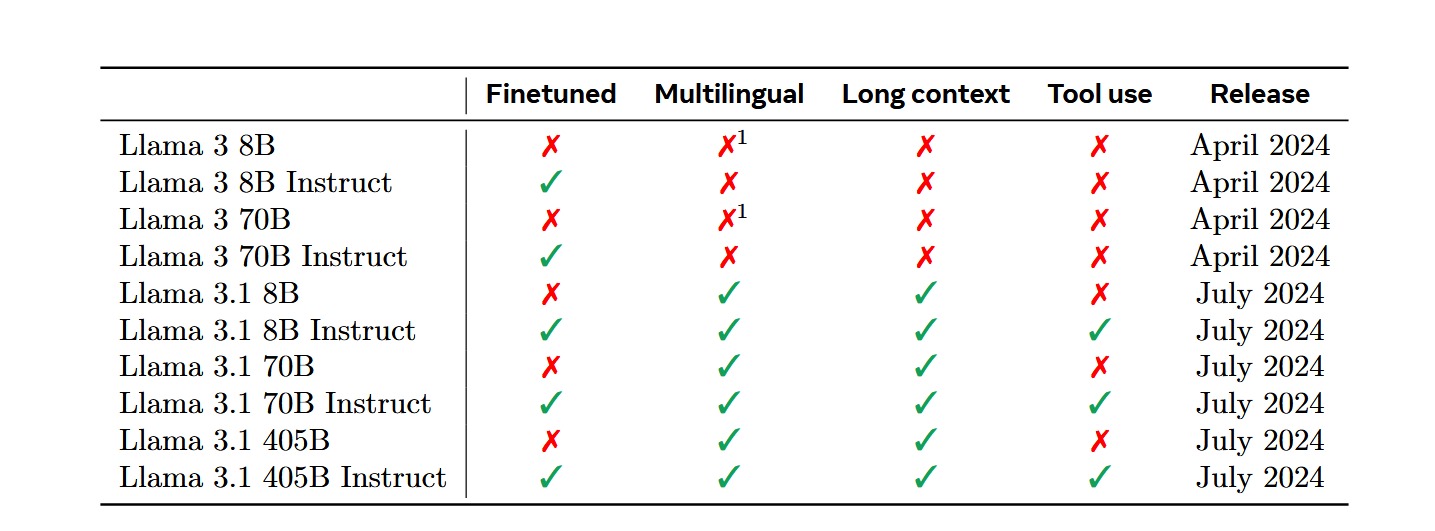 Finetuned Multilingual Long context Tool use Release
Llama 3 8B ✗ ✗¹ ✗ ✗ April 2024
Llama 3 8B Instruct ✓ ✗ ✗ ✗ April 2024
Llama 3 70B ✗ ✗¹ ✗ ✗ April 2024
Llama 3 70B Instruct ✓ ✗ ✗ ✗ April 2024
Llama 3.1 8B ✗ ✓ ✓ ✗ July 2024
Llama 3.1 8B Instruct ✓ ✓ ✓ ✓ July 2024
Llama 3.1 70B ✗ ✓ ✓ ✗ July 2024
Llama 3.1 70B Instruct ✓ ✓ ✓ ✓ July 2024
Llama 3.1 405B ✗ ✓ ✓ ✗ July 2024
Llama 3.1 405B Instruct ✓ ✓ ✓ ✓ July 2024